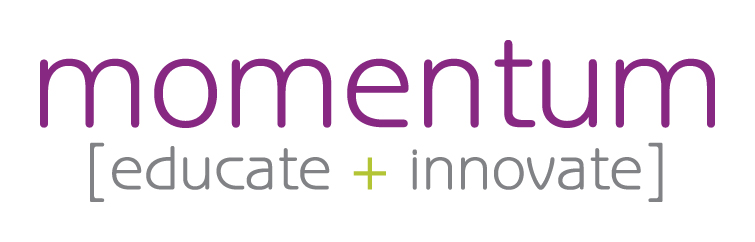 momentum
[educate + innovate]